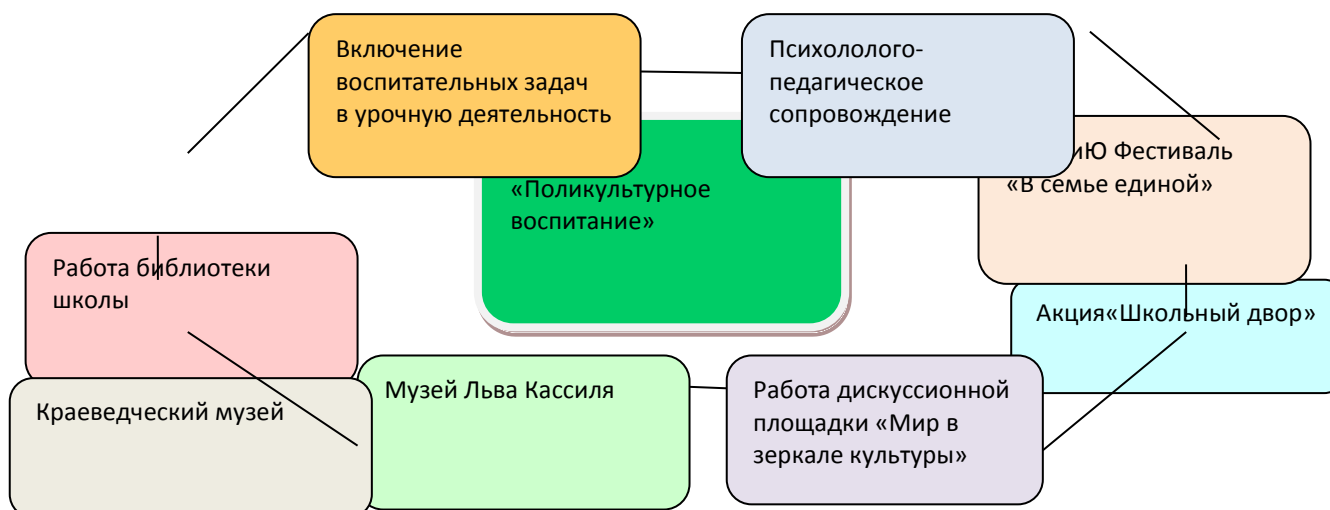 Включение
воспитательных задач
в урочную деятельность
Психололого-
педагическое
сопровождение
Фестиваль
«В семье единой»
«Поликультурное
воспитание»
Работа библиотеки
школы
Акция«Школьный двор»
Краеведческий музей
Музей Льва Кассиля
Работа дискуссионной
площадки «Мир в
зеркале культуры»